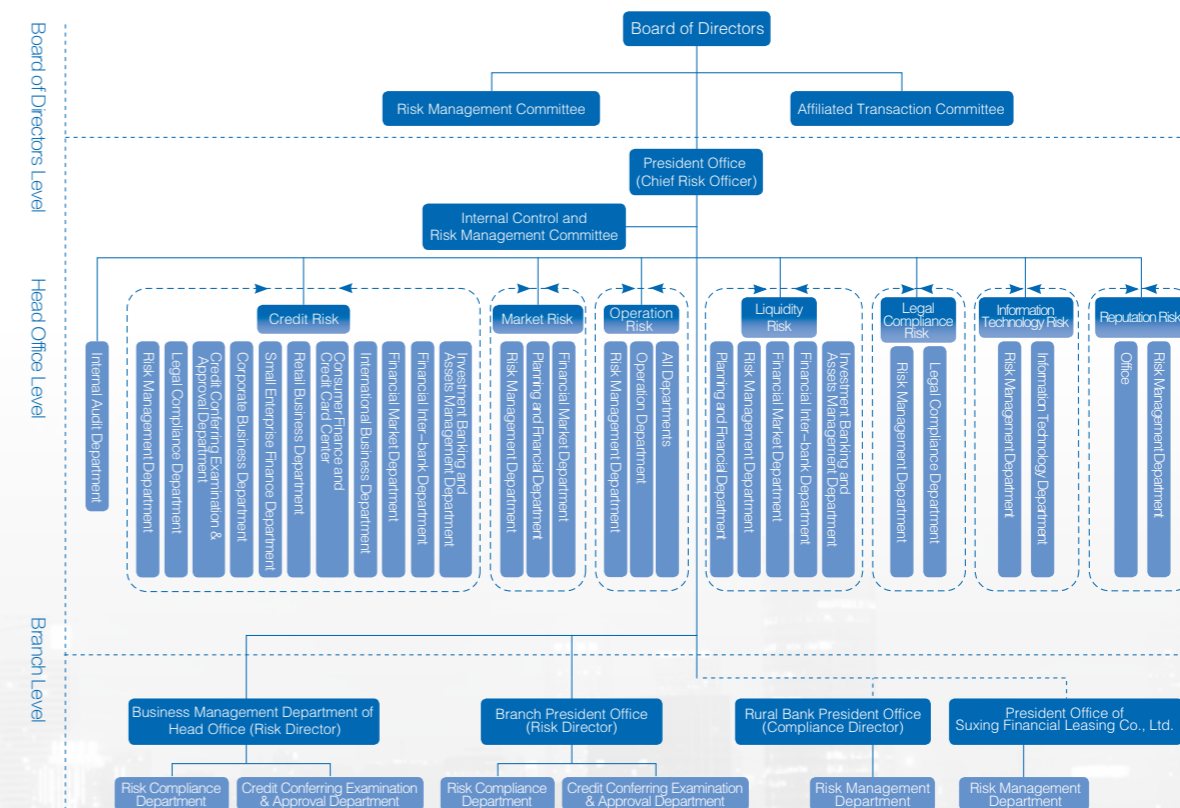 Board of Directors Level
Board of Directors
Risk Management Committee
Affiliated Transaction Committee
Head Office Level
President Office
(Chief Risk Officer)
Internal Control and
Risk Management Committee
Internal Audit Department
Credit Risk
Risk Management Department
Legal Compliance Department
Credit Conferring Examination &
Approval Department
Corporate Business Department
Small Enterprise Finance Department
Retail Business Department
Consumer Finance and
Credit Card Center
International Business Department
Financial Market Department
Financial Inter-bank Department
Investment Banking and
Assets Management Department
Market Risk
Risk Management Department
Planning and Financial Department
Financial Market Department
Operation
Risk
Risk Management Department
Operation Department
All Departments
Liquidity
Risk
Planning and Financial Department
Risk Management Department
Financial Market Department
Financial Inter-bank Department
Investment Banking and
Assets Management Department
Legal
Compliance
Risk
Risk Management Department
Legal Compliance Department
Information
Technology Risk
Risk Management Department
Information Technology Department
Reputation Risk
Office
Risk Management Department
Branch Level
Business Management Department of
Head Office (Risk Director)
Risk Compliance
Department
Credit Conferring Examination
& Approval Department
Branch President Office
(Risk Director)
Risk Compliance
Department
Credit Conferring Examination
& Approval Department
Rural Bank President Office
(Compliance Director)
Risk Management
Department
President Office of
Suxing Financial Leasing Co., Ltd.
Risk Management
Department